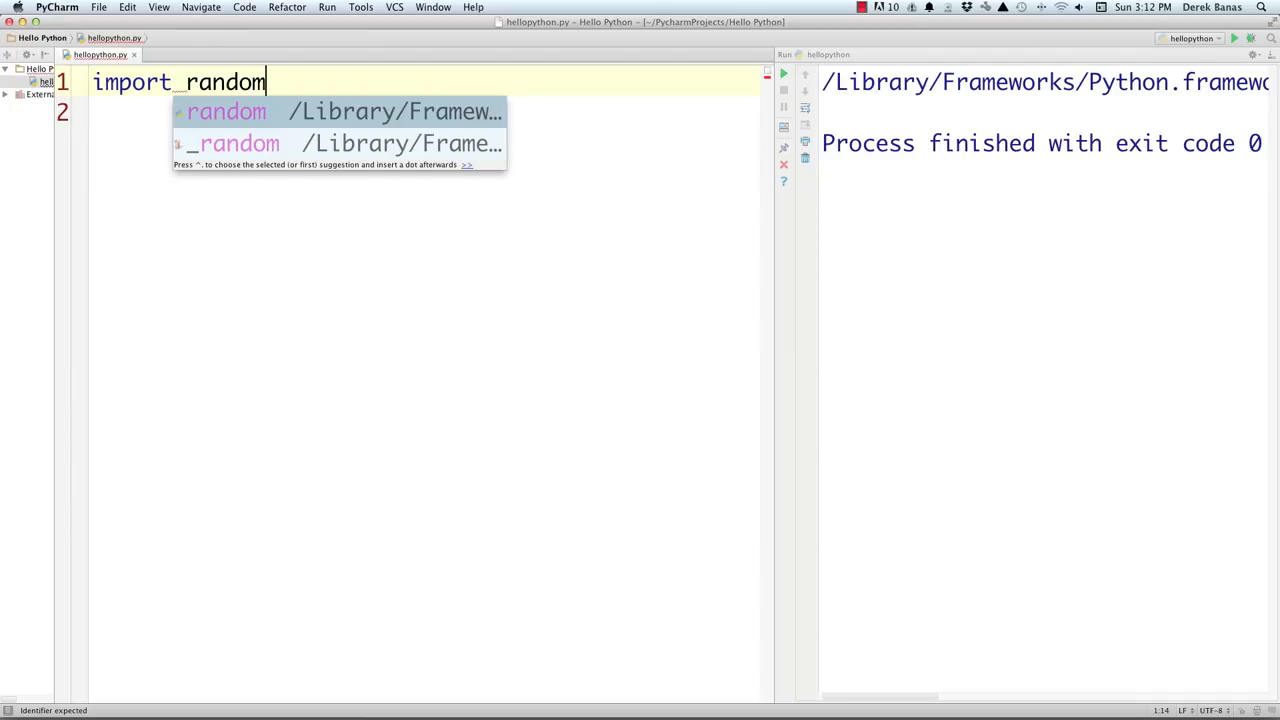 PyCharm File Edit View Navigate Code Refactor Run Tools VCS Window Help 10 Sun 3:12 PM Derek Banas
hellopython.py – Hello Python – [~/PycharmProjects/Hello Python]
Hello Python hellopython.py hellopython
hellopython.py × Run hellopython
Hello P
hell
Extern
1 import random
2
random /Library/Framew...
_random /Library/Frame...
Press ^. to choose the selected (or first) suggestion and insert a dot afterwards >>
/Library/Frameworks/Python.framewo
Process finished with exit code 0
Identifier expected 1:14 LF UTF-8